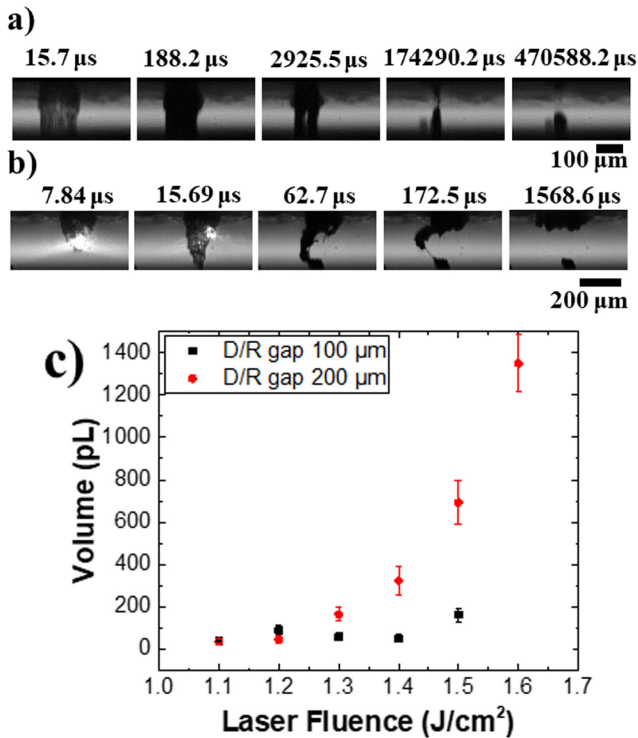 a)
15.7 µs 188.2 µs 2925.5 µs 174290.2 µs 470588.2 µs
100 µm
b)
7.84 µs 15.69 µs 62.7 µs 172.5 µs 1568.6 µs
200 µm
c)
D/R gap 100 µm
D/R gap 200 µm
Volume (pL)
1400
1200
1000
800
600
400
200
0
1.0 1.1 1.2 1.3 1.4 1.5 1.6 1.7
Laser Fluence (J/cm²)